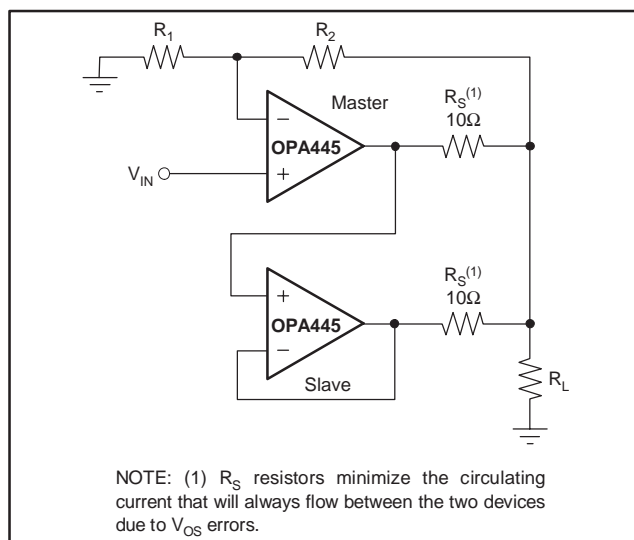 R1
R2
Master
RS(1)
10Ω
−
OPA445
+
VIN
RS(1)
10Ω
+
OPA445
−
Slave
RL
NOTE: (1) RS resistors minimize the circulating
current that will always flow between the two devices
due to VOS errors.